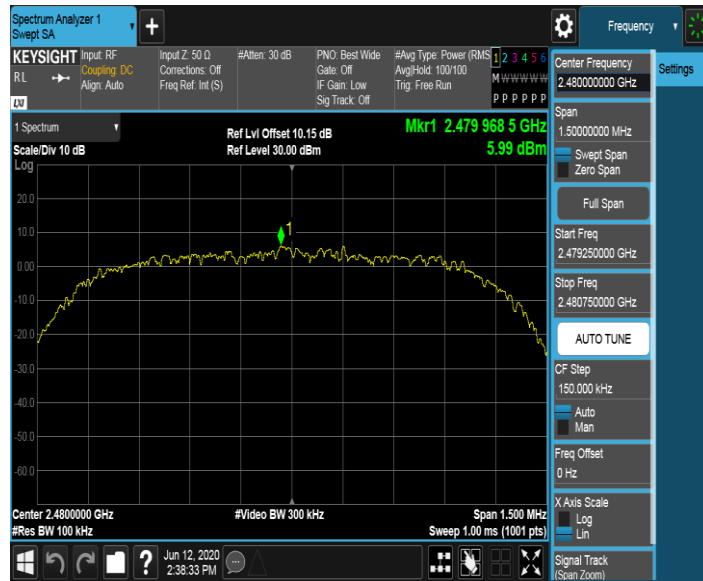 Spectrum Analyzer 1
Swept SA
Frequency
KEYSIGHT
RL
LXI
Input: RF
Coupling: DC
Align: Auto
Input Z: 50 Ω
Corrections: Off
Freq Ref: Int (S)
#Atten: 30 dB
PNO: Best Wide
Gate: Off
IF Gain: Low
Sig Track: Off
#Avg Type: Power (RMS
Avg|Hold: 100/100
Trig: Free Run
1 2 3 4 5 6
M W W W W W
P P P P P P
1 Spectrum
Scale/Div 10 dB
Log
Ref Lvl Offset 10.15 dB
Ref Level 30.00 dBm
Mkr1 2.479 968 5 GHz
5.99 dBm
20.0
10.0
0.00
-10.0
-20.0
-30.0
-40.0
-50.0
-60.0
1
Center 2.4800000 GHz
#Res BW 100 kHz
#Video BW 300 kHz
Span 1.500 MHz
Sweep 1.00 ms (1001 pts)
Center Frequency
2.480000000 GHz
Span
1.50000000 MHz
Swept Span
Zero Span
Full Span
Start Freq
2.479250000 GHz
Stop Freq
2.480750000 GHz
AUTO TUNE
CF Step
150.000 kHz
Auto
Man
Freq Offset
0 Hz
X Axis Scale
Log
Lin
Signal Track
(Span Zoom)
Settings
?
Jun 12, 2020
2:38:33 PM